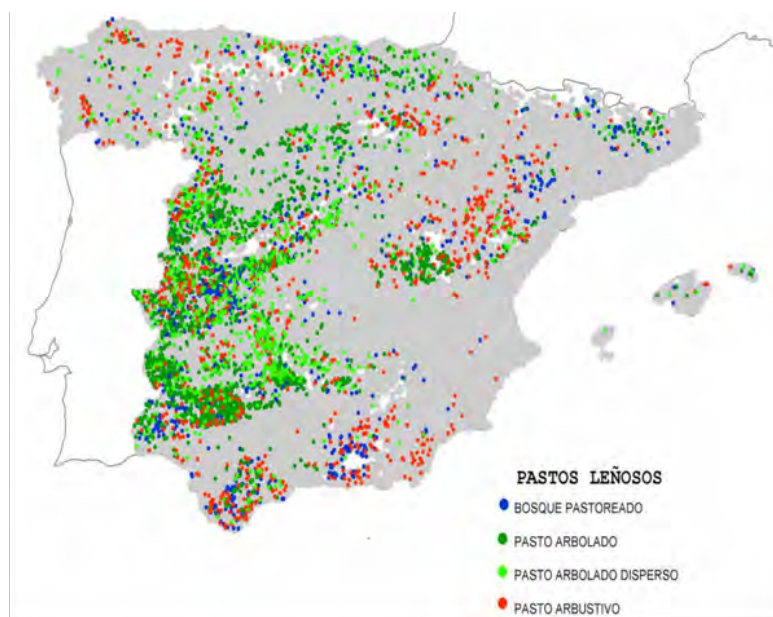 PASTOS LEÑOSOS
BOSQUE PASTOREADO
PASTO ARBOLADO
PASTO ARBOLADO DISPERSO
PASTO ARBUSTIVO